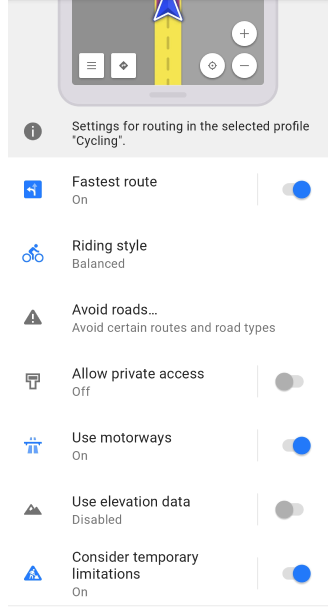 Settings for routing in the selected profile
"Cycling".
Fastest route
On
Riding style
Balanced
Avoid roads...
Avoid certain routes and road types
Allow private access
Off
Use motorways
On
Use elevation data
Disabled
Consider temporary
limitations
On